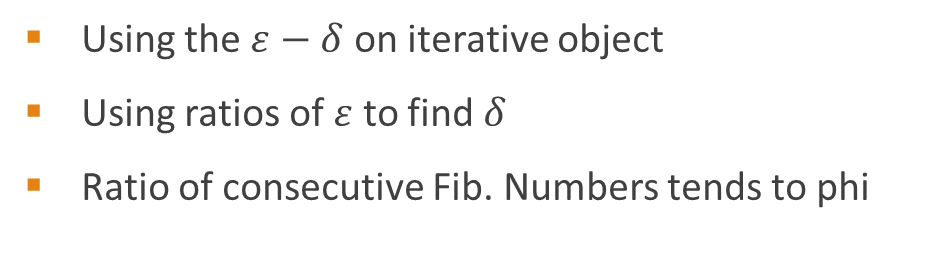 ▪ Using the 𝜀 − 𝛿 on iterative object
▪ Using ratios of 𝜀 to find 𝛿
▪ Ratio of consecutive Fib. Numbers tends to phi